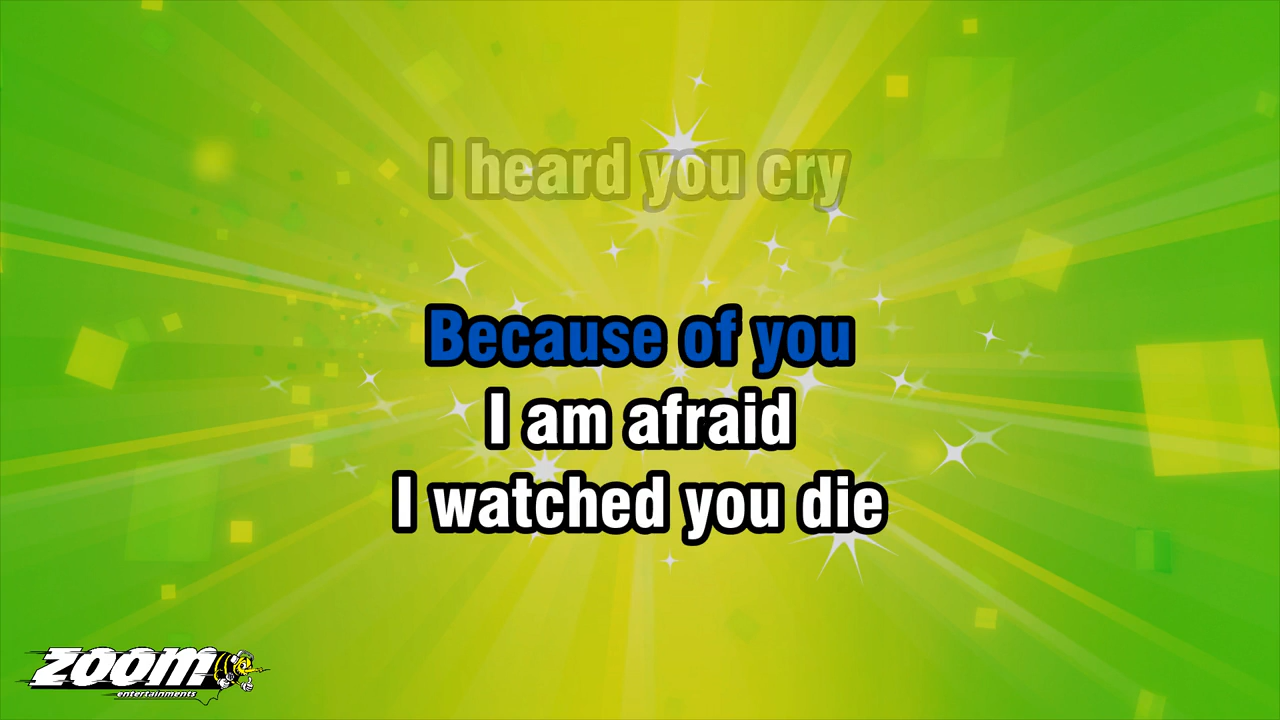 I heard you cry
Because of you
I am afraid
I watched you die
zoom
entertainments